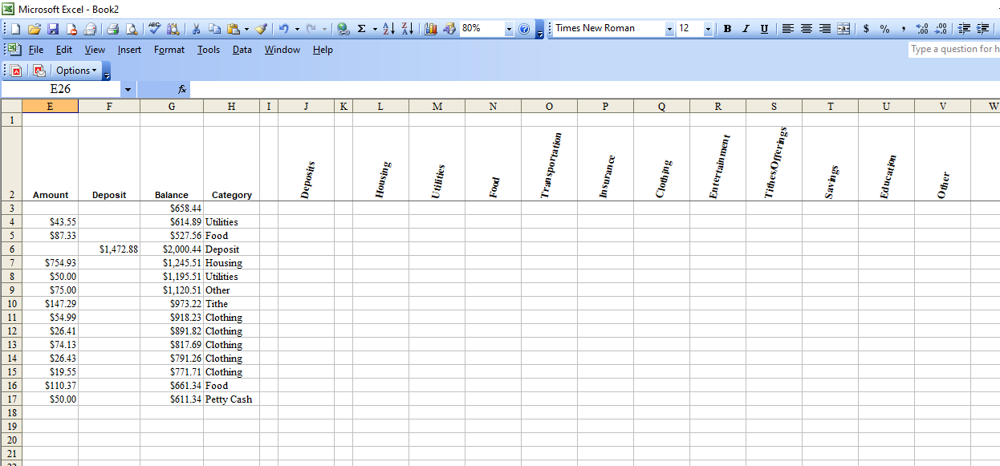 Microsoft Excel - Book2
80% Times New Roman 12 B I U $ % ,
File Edit View Insert Format Tools Data Window Help Type a question for h
Options
E26 fx
E F G H I J K L M N O P Q R S T U V W
1
2 Amount Deposit Balance Category Deposits Housing Utilities Food Transportation Insurance Clothing Entertainment Tithes/Offerings Savings Education Other
3 $658.44
4 $43.55 $614.89 Utilities
5 $87.33 $527.56 Food
6 $1,472.88 $2,000.44 Deposit
7 $754.93 $1,245.51 Housing
8 $50.00 $1,195.51 Utilities
9 $75.00 $1,120.51 Other
10 $147.29 $973.22 Tithe
11 $54.99 $918.23 Clothing
12 $26.41 $891.82 Clothing
13 $74.13 $817.69 Clothing
14 $26.43 $791.26 Clothing
15 $19.55 $771.71 Clothing
16 $110.37 $661.34 Food
17 $50.00 $611.34 Petty Cash
18
19
20
21